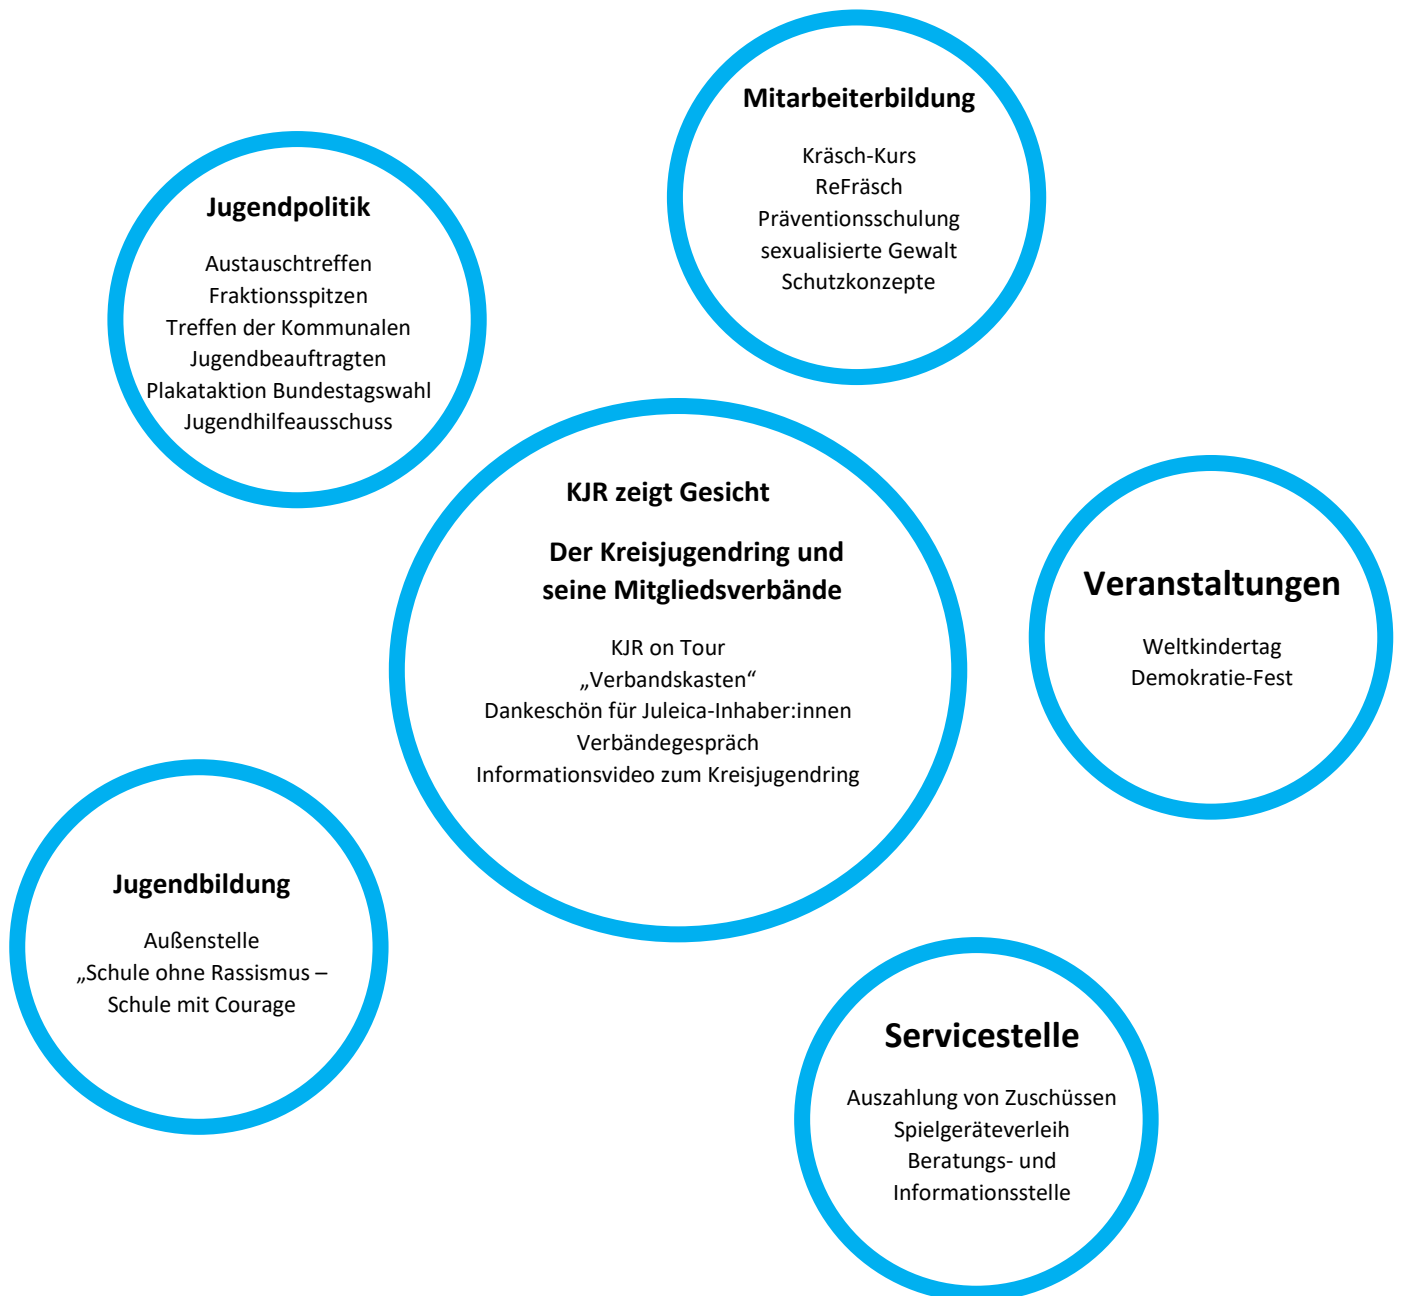 Mitarbeiterbildung
Kräsch-Kurs
ReFräsch
Präventionsschulung
sexualisierte Gewalt
Schutzkonzepte
Jugendpolitik
Austauschtreffen
Fraktionsspitzen
Treffen der Kommunalen
Jugendbeauftragten
Plakataktion Bundestagswahl
Jugendhilfeausschuss
KJR zeigt Gesicht
Der Kreisjugendring und
seine Mitgliedsverbände
KJR on Tour
„Verbandskasten“
Dankeschön für Juleica-Inhaber:innen
Verbändegespräch
Informationsvideo zum Kreisjugendring
Veranstaltungen
Weltkindertag
Demokratie-Fest
Jugendbildung
Außenstelle
„Schule ohne Rassismus –
Schule mit Courage
Servicestelle
Auszahlung von Zuschüssen
Spielgeräteverleih
Beratungs- und
Informationsstelle